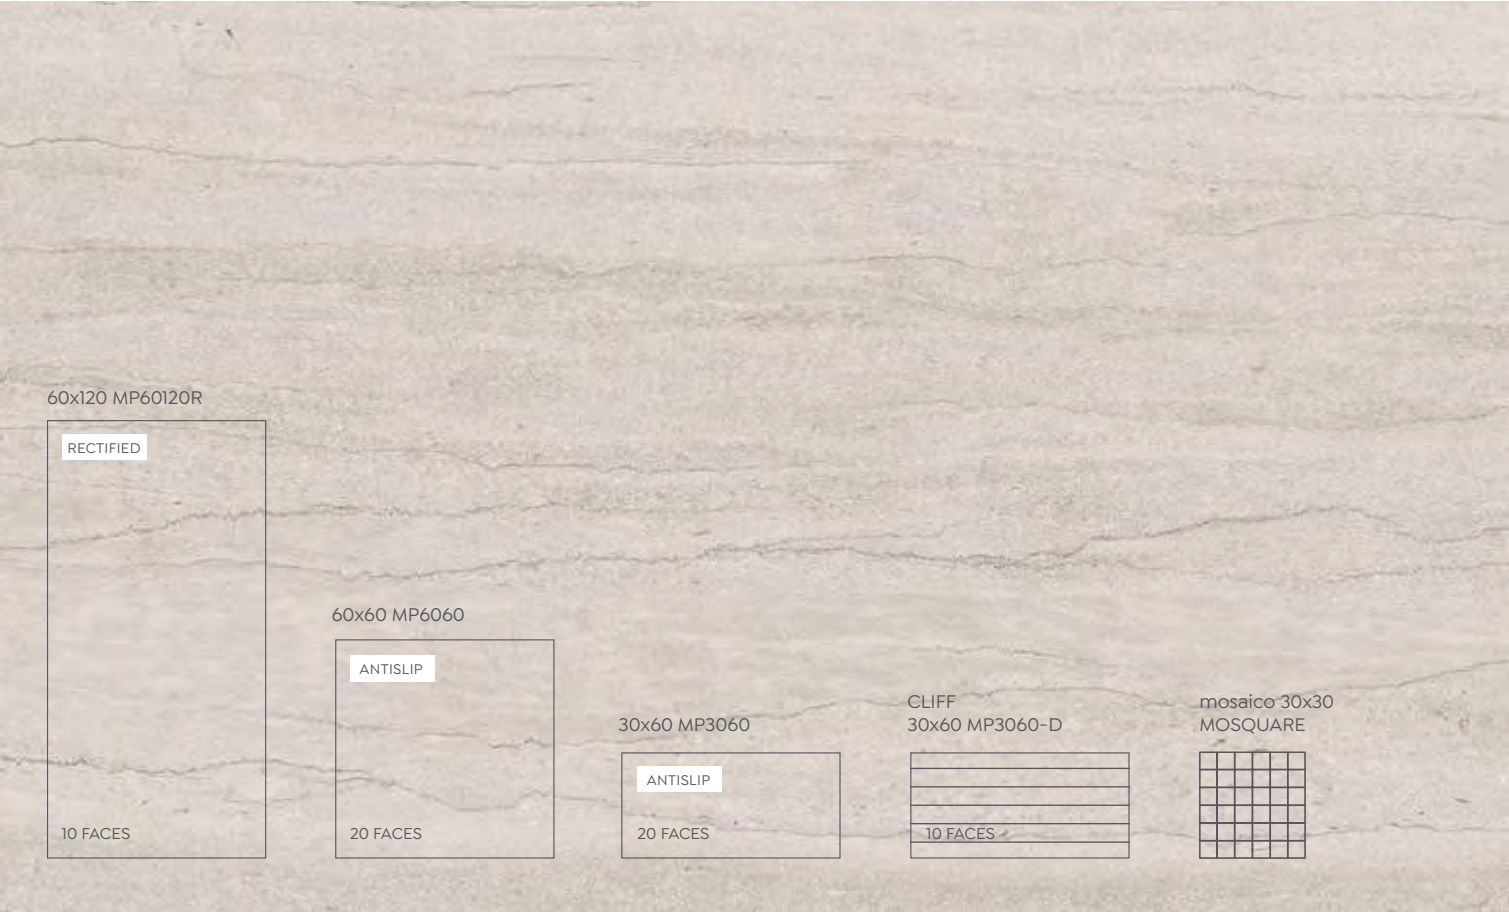 60x120 MP60120R
RECTIFIED
10 FACES
60x60 MP6060
ANTISLIP
20 FACES
30x60 MP3060
ANTISLIP
20 FACES
CLIFF
30x60 MP3060-D
10 FACES
mosaico 30x30
MOSQUARE